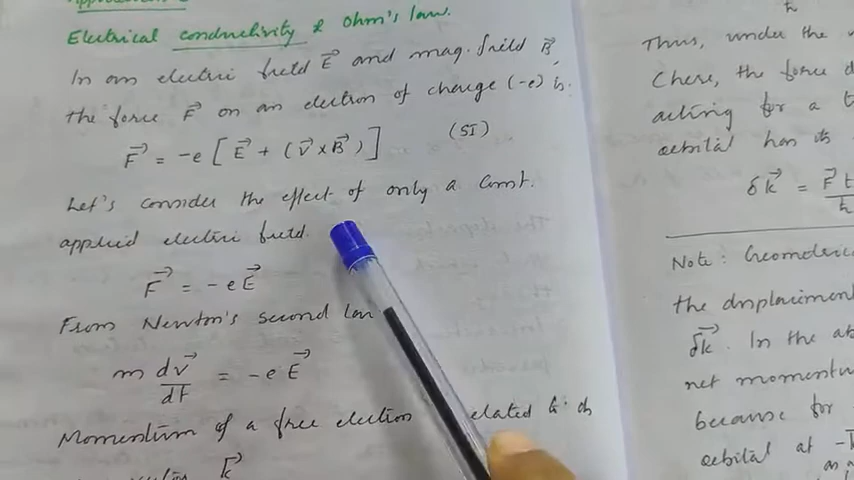 Electrical conductivity & Ohm's law.
In an electric field E⃗ and mag. field B⃗,
the force F⃗ on an electron of charge (-e) is.
F⃗ = -e [ E⃗ + (V⃗ × B⃗) ] (SI)
Let's consider the effect of only a const.
applied electric field.
F⃗ = -e E⃗
From Newton's second law
m dv⃗/dt = -e E⃗
Momentum of a free electron related to its
k⃗
ħ
Thus, under the
the force
acting for a t
orbital has its
δk⃗ = F⃗ t/ħ
Note: Geometric
the displacement
δk⃗. In the ab
net momentum
because for
orbital at -k⃗
an